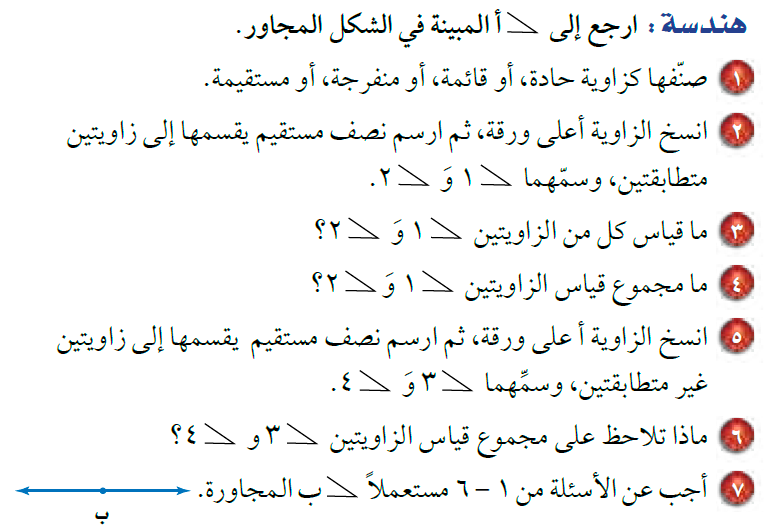 هندسة : ارجع إلى ∠أ المبينة في الشكل المجاور.
١ صنّفها كزاوية حادة، أو قائمة، أو منفرجة، أو مستقيمة.
٢ انسخ الزاوية أعلى ورقة، ثم ارسم نصف مستقيم يقسمها إلى زاويتين
متطابقتين، وسمّهما ∠١ وَ ∠٢.
٣ ما قياس كل من الزاويتين ∠١ وَ ∠٢؟
٤ ما مجموع قياس الزاويتين ∠١ وَ ∠٢؟
٥ انسخ الزاوية أ على ورقة، ثم ارسم نصف مستقيم يقسمها إلى زاويتين
غير متطابقتين، وسمِّهما ∠٣ وَ ∠٤.
٦ ماذا تلاحظ على مجموع قياس الزاويتين ∠٣ و ∠٤؟
٧ أجب عن الأسئلة من ١ – ٦ مستعملاً ∠ب المجاورة.
ب